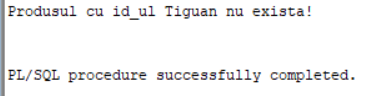 Produsul cu id_ul Tiguan nu exista!
PL/SQL procedure successfully completed.